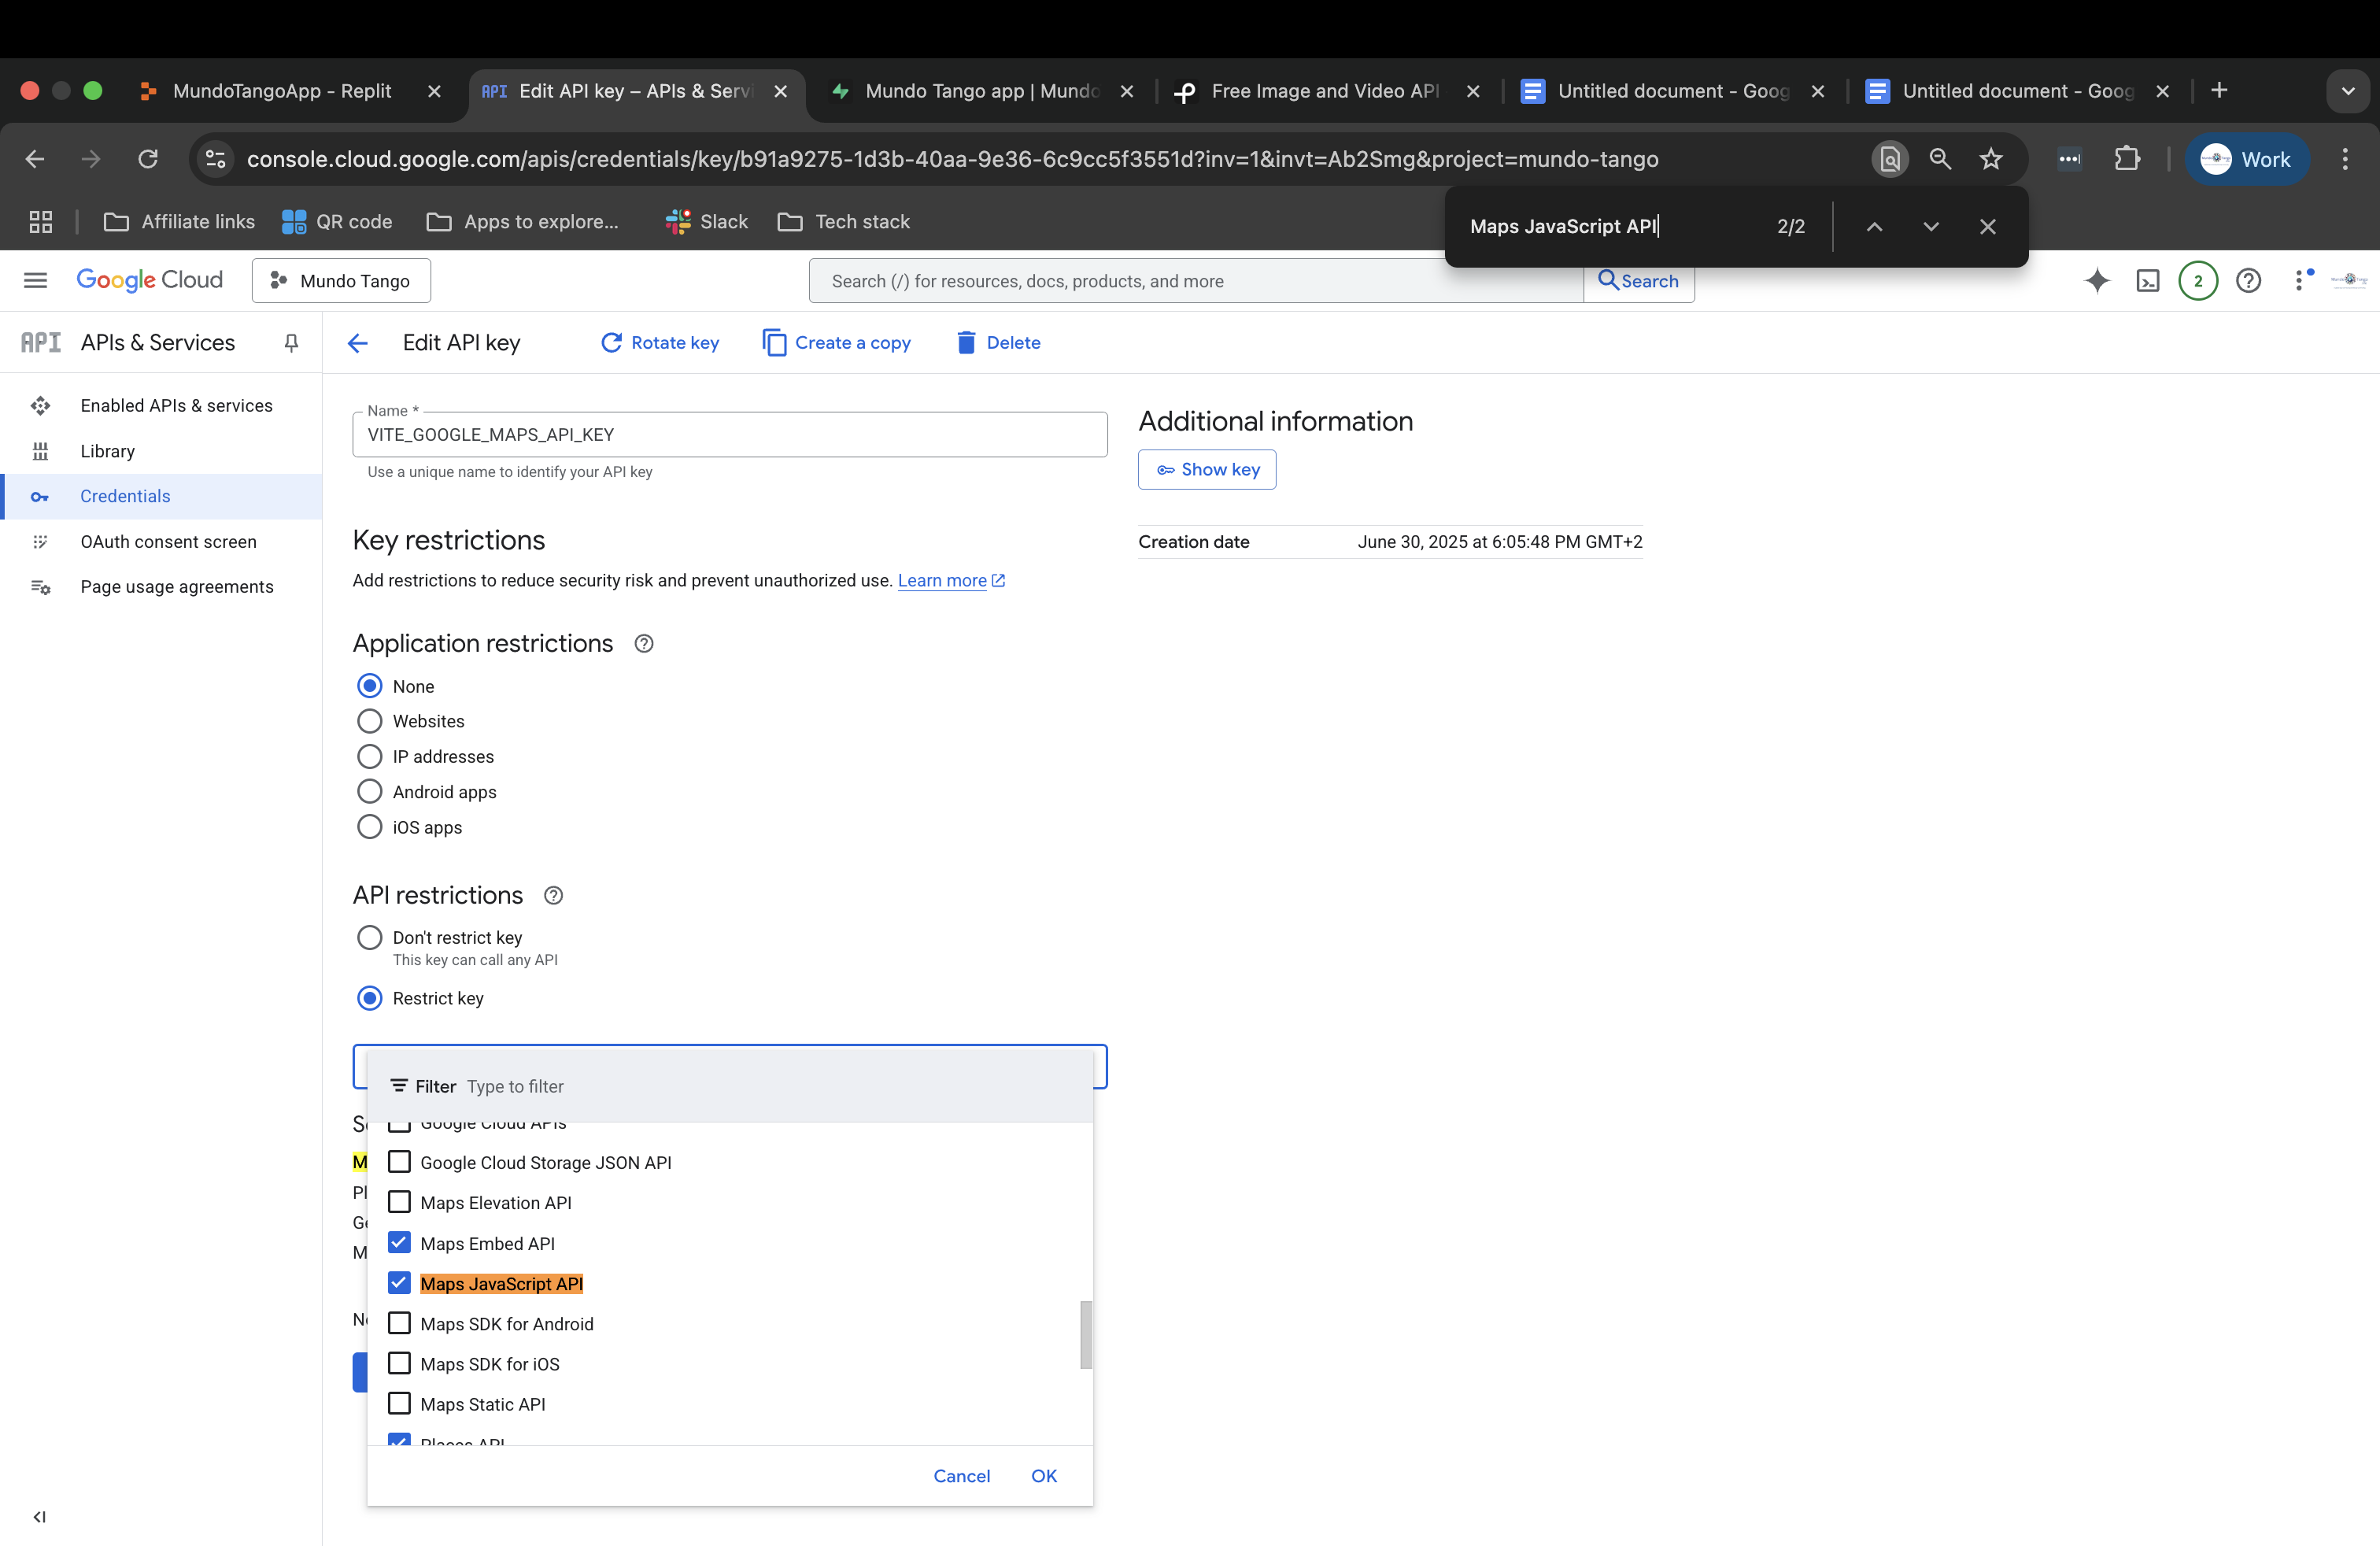 MundoTangoApp - Replit
API Edit API key – APIs & Servi
Mundo Tango app | Mundo
Free Image and Video API
Untitled document - Goog
Untitled document - Goog
console.cloud.google.com/apis/credentials/key/b91a9275-1d3b-40aa-9e36-6c9cc5f3551d?inv=1&invt=Ab2Smg&project=mundo-tango
Work
Affiliate links
QR code
Apps to explore...
Slack
Tech stack
Maps JavaScript API 2/2
Google Cloud
Mundo Tango
Search (/) for resources, docs, products, and more
Search
2
API APIs & Services
Edit API key
Rotate key
Create a copy
Delete
Enabled APIs & services
Library
Credentials
OAuth consent screen
Page usage agreements
Name *
VITE_GOOGLE_MAPS_API_KEY
Use a unique name to identify your API key
Additional information
Show key
Creation date June 30, 2025 at 6:05:48 PM GMT+2
Key restrictions
Add restrictions to reduce security risk and prevent unauthorized use. Learn more
Application restrictions
None
Websites
IP addresses
Android apps
iOS apps
API restrictions
Don't restrict key
This key can call any API
Restrict key
Filter Type to filter
Google Cloud APIs
Google Cloud Storage JSON API
Maps Elevation API
Maps Embed API
Maps JavaScript API
Maps SDK for Android
Maps SDK for iOS
Maps Static API
Places API
Cancel OK